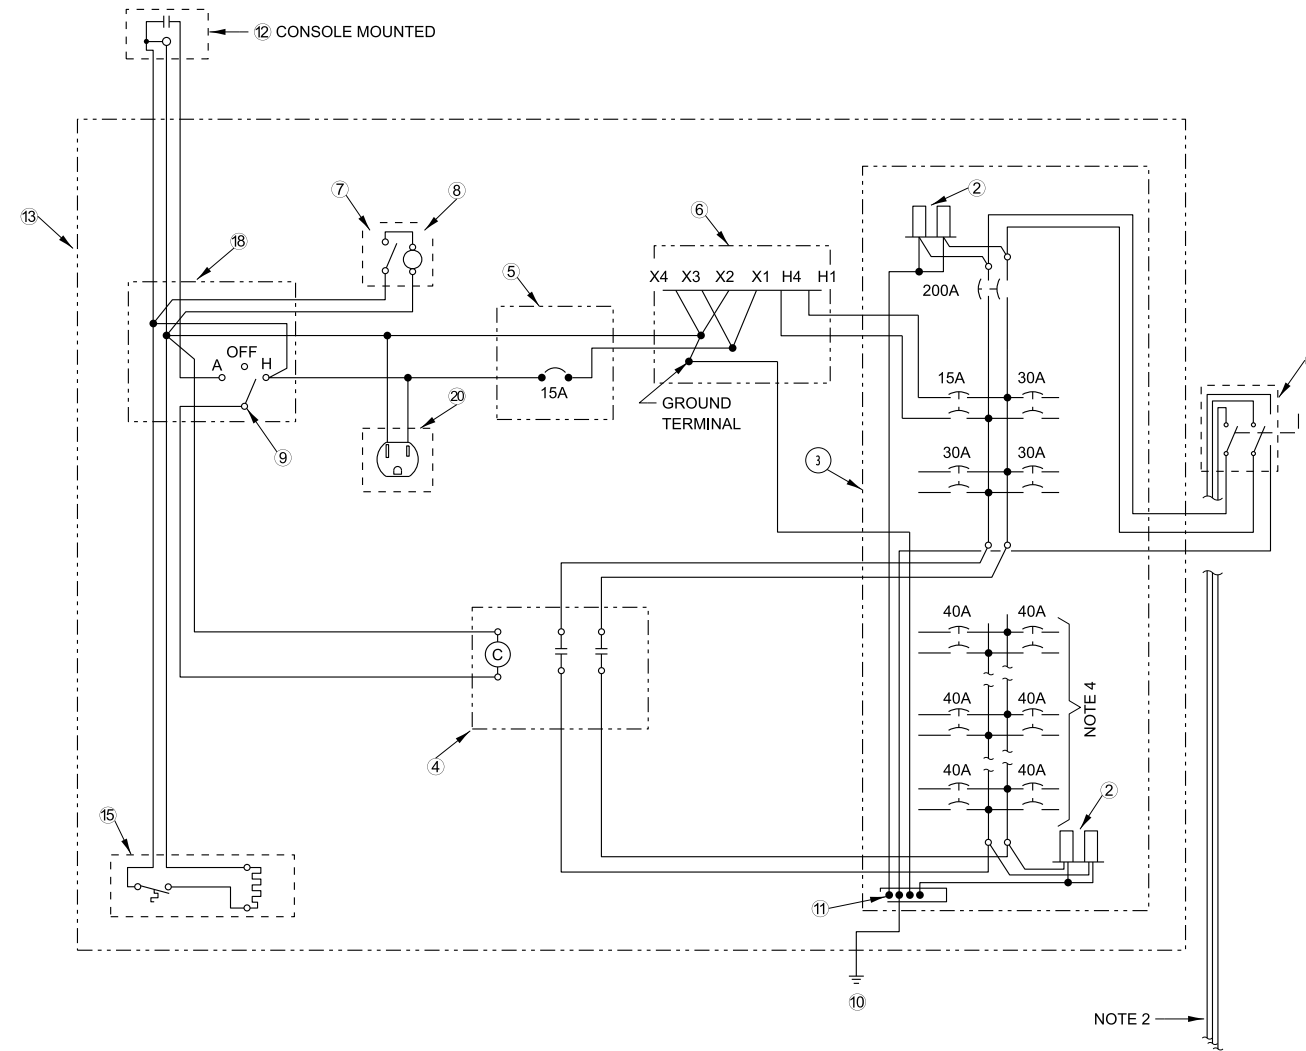 ⑫ CONSOLE MOUNTED
⑦ ⑧ ②
⑬ ⑥
⑱
⑤ X4 X3 X2 X1 H4 H1
200A
OFF
A H
15A 30A
15A
⑳ GROUND
TERMINAL
⑨ 30A 30A
3
40A 40A
C
40A 40A
NOTE 4
④ 40A 40A
⑮ ②
⑪
⑩
NOTE 2